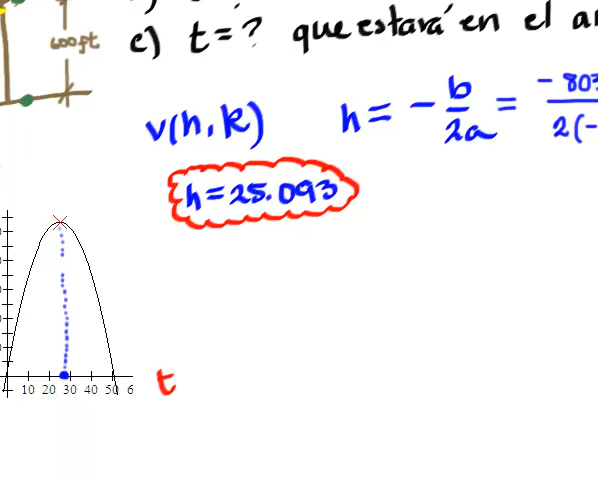 600ft
c) t=? que estará en el
v(h, k) h = - b/2a = -803 / 2(-
h=25.093
10 20 30 40 50 6
t